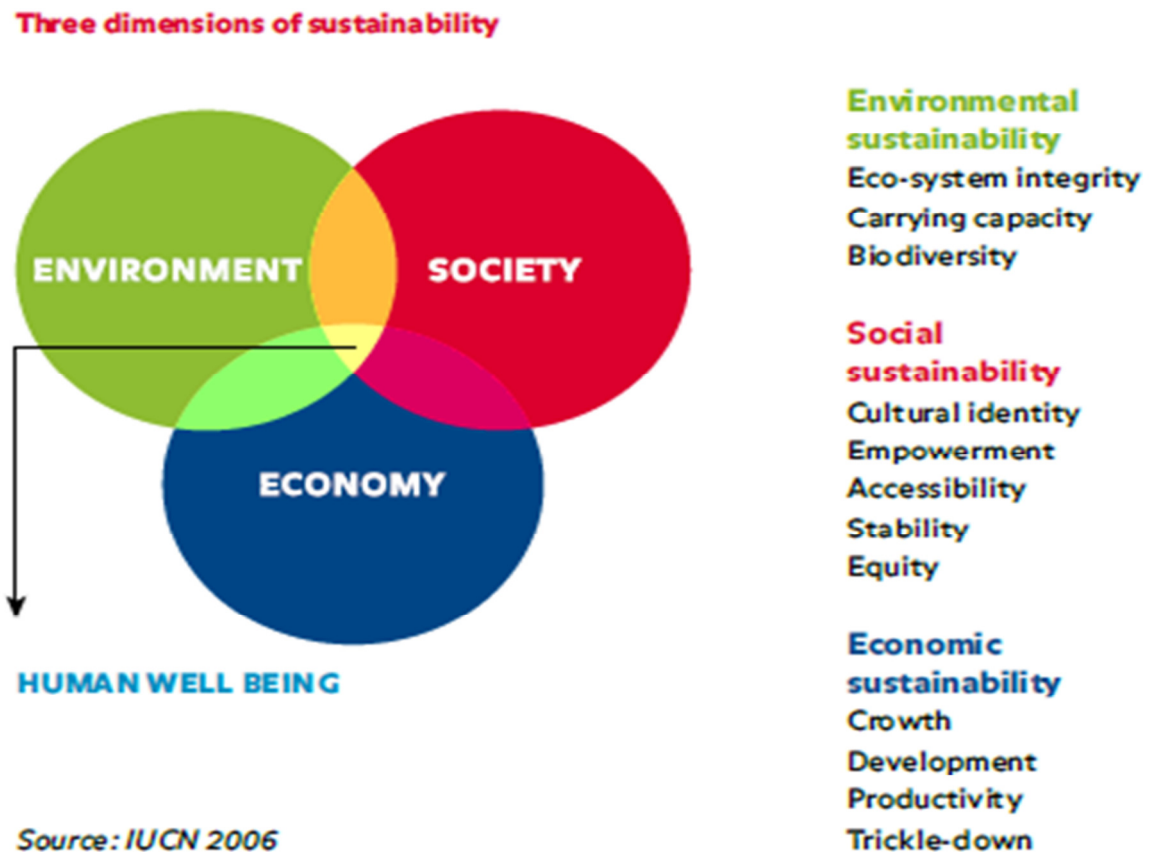 Three dimensions of sustainability
ENVIRONMENT
SOCIETY
ECONOMY
HUMAN WELL BEING
Source: IUCN 2006
Environmental
sustainability
Eco-system integrity
Carrying capacity
Biodiversity
Social
sustainability
Cultural identity
Empowerment
Accessibility
Stability
Equity
Economic
sustainability
Crowth
Development
Productivity
Trickle-down